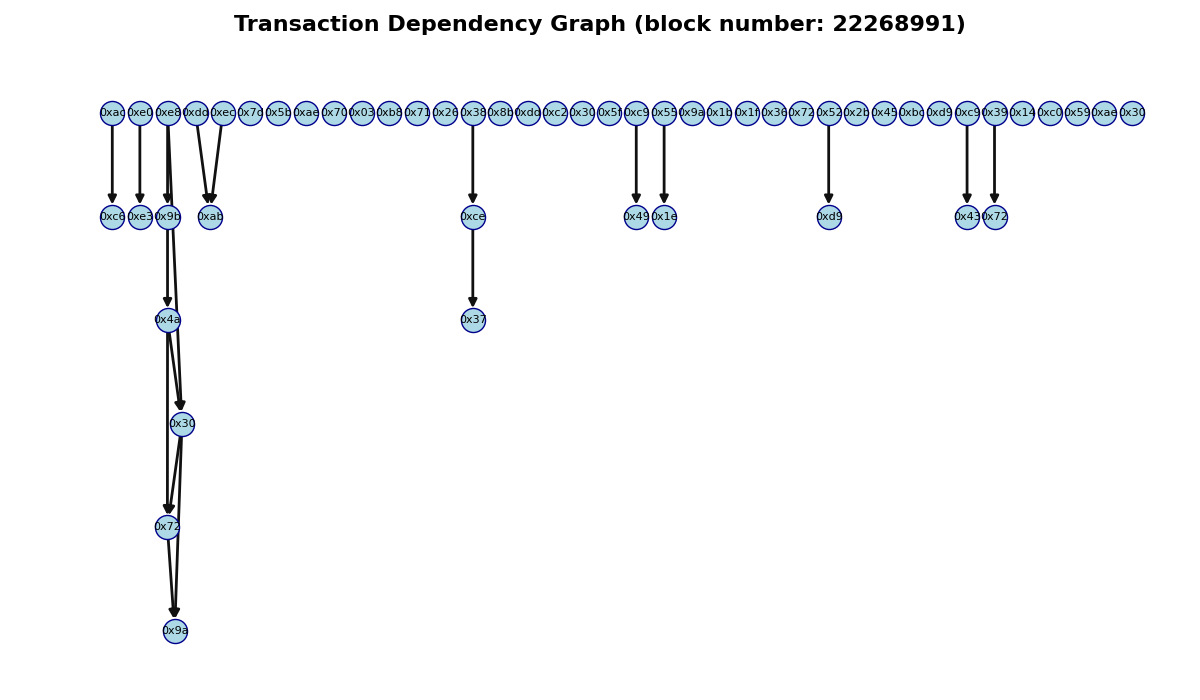 Transaction Dependency Graph (block number: 22268991)
0xac 0xe0 0xe8 0xdd 0xec 0x7d 0x5b 0xae 0x70 0x03 0xb8 0x71 0x26 0x38 0x8b 0xdd 0xc2 0x30 0x5f 0xc9 0x55 0x9a 0x1b 0x1f 0x36 0x72 0x52 0x2b 0x45 0xbc 0xd9 0xc9 0x39 0x14 0xc0 0x59 0xae 0x30
0xc6 0xe3 0x9b 0xab 0xce 0x49 0x1e 0xd9 0x43 0x72
0x4a 0x37
0x30
0x72
0x9a